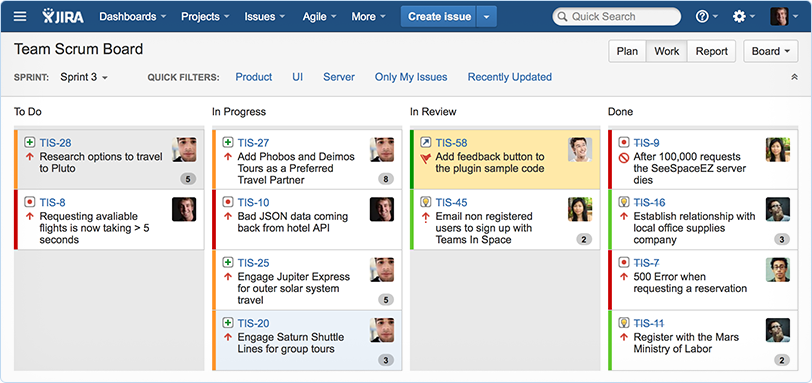 JIRA Dashboards Projects Issues Agile More Create issue Quick Search
Team Scrum Board
Plan Work Report Board
SPRINT: Sprint 3 QUICK FILTERS: Product UI Server Only My Issues Recently Updated
To Do
TIS-28
Research options to travel
to Pluto
5
TIS-8
Requesting avaliable
flights is now taking > 5
seconds
In Progress
TIS-27
Add Phobos and Deimos
Tours as a Preferred
Travel Partner
8
TIS-10
Bad JSON data coming
back from hotel API
TIS-25
Engage Jupiter Express
for outer solar system
travel
5
TIS-20
Engage Saturn Shuttle
Lines for group tours
3
In Review
TIS-58
Add feedback button to
the plugin sample code
TIS-45
Email non registered
users to sign up with
Teams In Space
2
Done
TIS-9
After 100,000 requests
the SeeSpaceEZ server
dies
TIS-16
Establish relationship with
local office supplies
company
3
TIS-7
500 Error when
requesting a reservation
TIS-11
Register with the Mars
Ministry of Labor
2